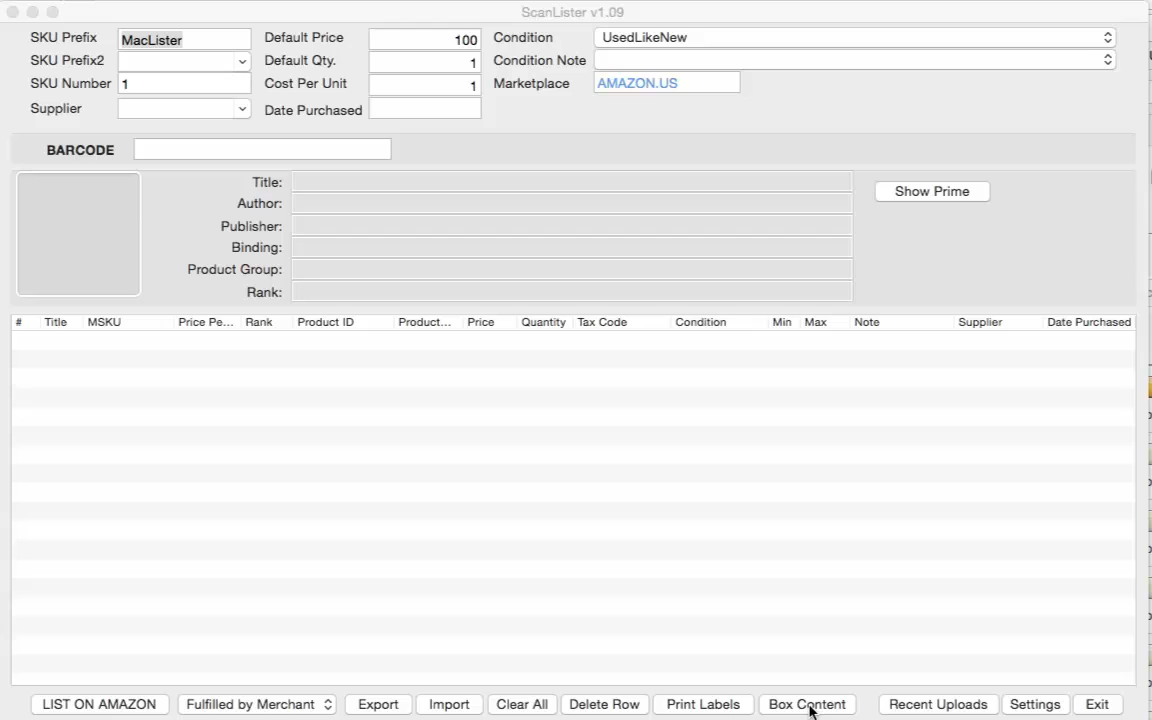 ScanLister v1.09
SKU Prefix MacLister Default Price 100 Condition UsedLikeNew
SKU Prefix2 Default Qty. 1 Condition Note
SKU Number 1 Cost Per Unit 1 Marketplace AMAZON.US
Supplier Date Purchased
BARCODE
Title: Show Prime
Author:
Publisher:
Binding:
Product Group:
Rank:
# Title MSKU Price Pe... Rank Product ID Product... Price Quantity Tax Code Condition Min Max Note Supplier Date Purchased
LIST ON AMAZON Fulfilled by Merchant Export Import Clear All Delete Row Print Labels Box Content Recent Uploads Settings Exit